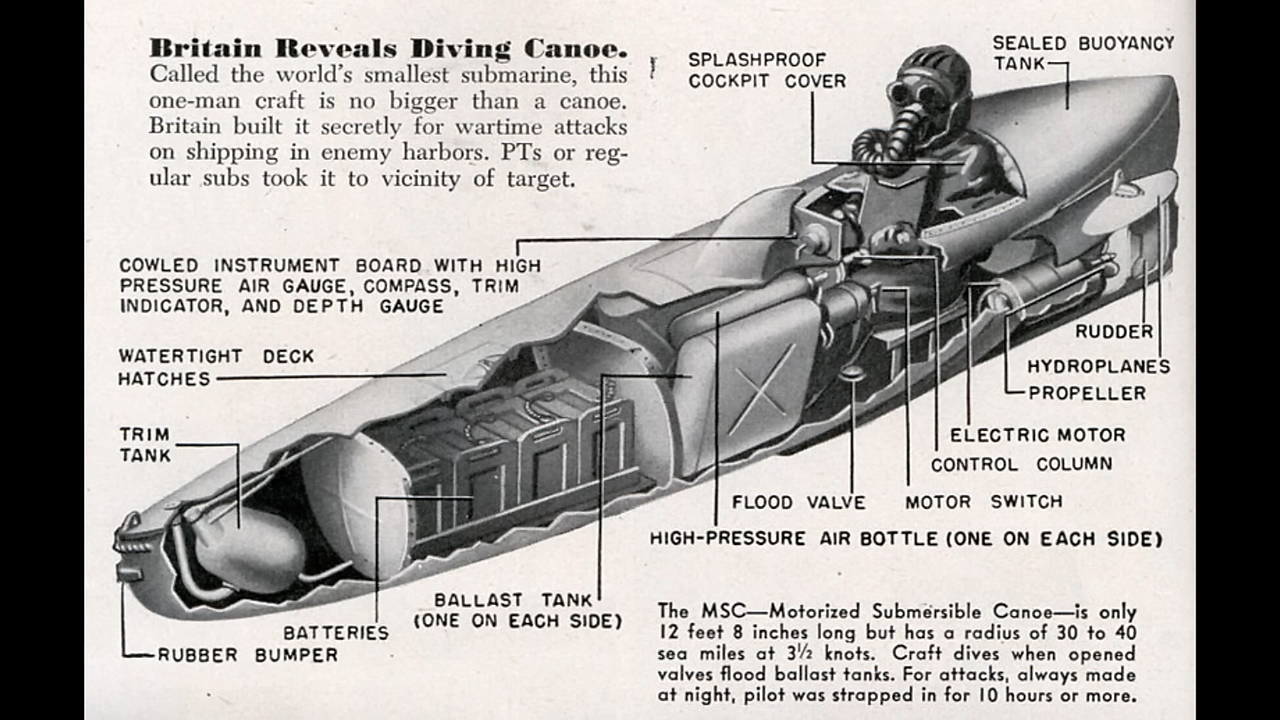 Britain Reveals Diving Canoe.
Called the world's smallest submarine, this
one-man craft is no bigger than a canoe.
Britain built it secretly for wartime attacks
on shipping in enemy harbors. PTs or reg-
ular subs took it to vicinity of target.
SPLASHPROOF
COCKPIT COVER
SEALED BUOYANCY
TANK
COWLED INSTRUMENT BOARD WITH HIGH
PRESSURE AIR GAUGE, COMPASS, TRIM
INDICATOR, AND DEPTH GAUGE
WATERTIGHT DECK
HATCHES
TRIM
TANK
RUDDER
HYDROPLANES
PROPELLER
ELECTRIC MOTOR
CONTROL COLUMN
FLOOD VALVE
MOTOR SWITCH
HIGH-PRESSURE AIR BOTTLE (ONE ON EACH SIDE)
BALLAST TANK
(ONE ON EACH SIDE)
BATTERIES
RUBBER BUMPER
The MSC—Motorized Submersible Canoe—is only
12 feet 8 inches long but has a radius of 30 to 40
sea miles at 3½ knots. Craft dives when opened
valves flood ballast tanks. For attacks, always made
at night, pilot was strapped in for 10 hours or more.